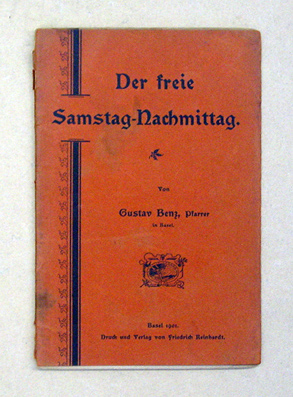 Der freie
Samstag-Nachmittag.
Von
Gustav Benz, Pfarrer
in Basel.
Basel 1901.
Druck und Verlag von Friedrich Reinhardt.